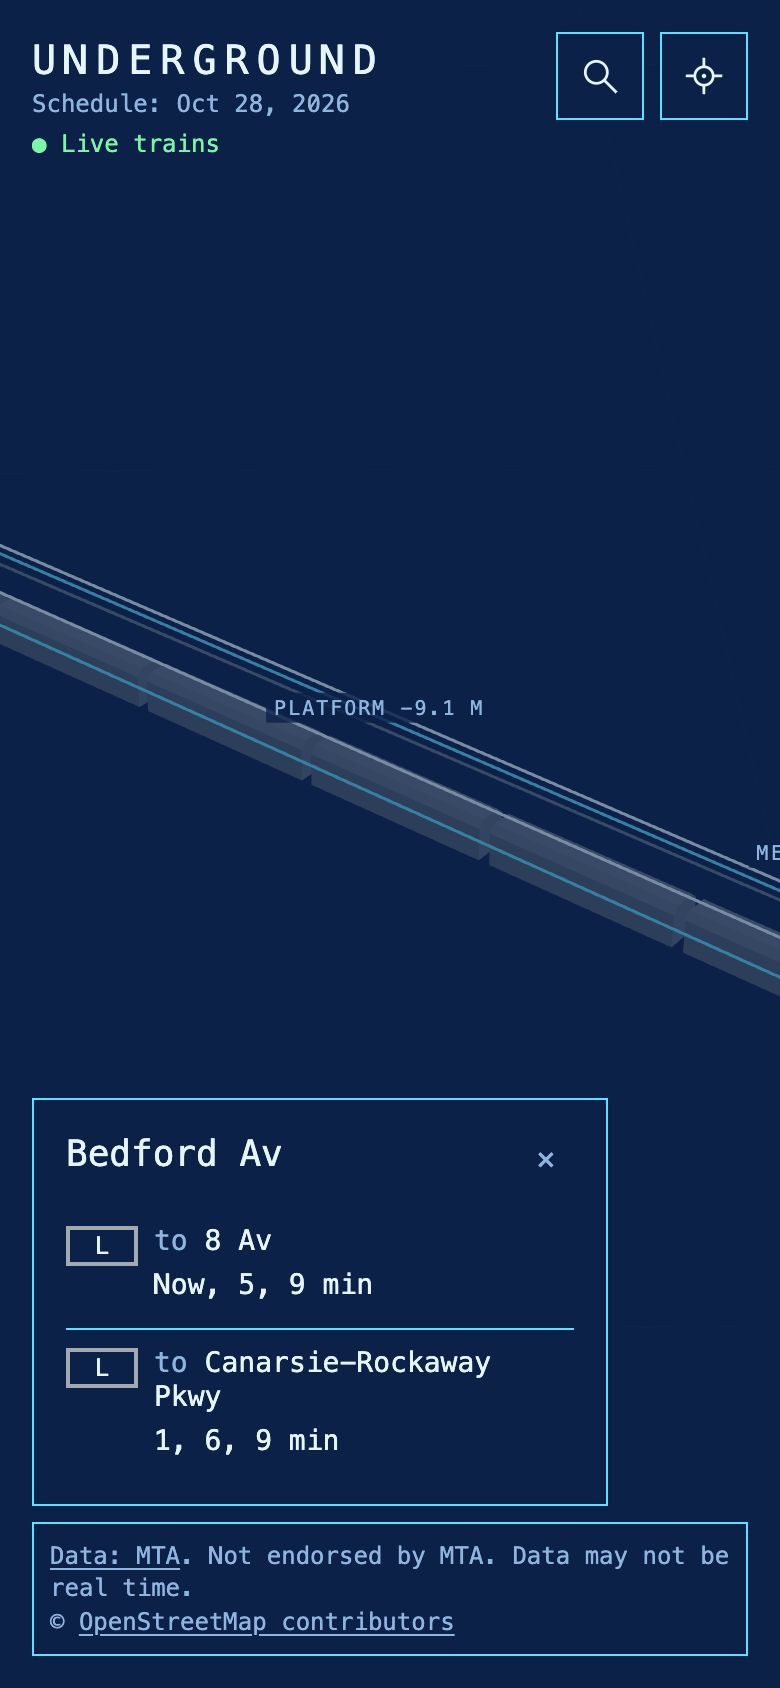 UNDERGROUND
Schedule: Oct 28, 2026
Live trains
PLATFORM −9.1 M
ME
Bedford Av
×
L to 8 Av
Now, 5, 9 min
L to Canarsie–Rockaway
Pkwy
1, 6, 9 min
Data: MTA. Not endorsed by MTA. Data may not be
real time.
© OpenStreetMap contributors